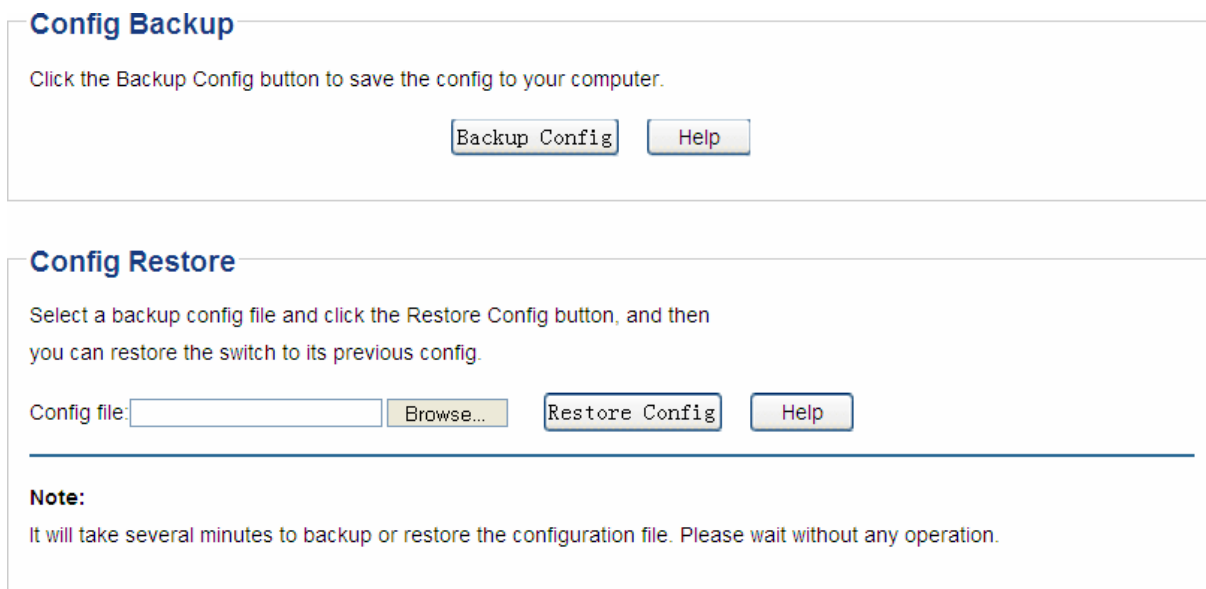 Config Backup
Click the Backup Config button to save the config to your computer.
Backup Config Help
Config Restore
Select a backup config file and click the Restore Config button, and then
you can restore the switch to its previous config.
Config file: Browse... Restore Config Help
Note:
It will take several minutes to backup or restore the configuration file. Please wait without any operation.